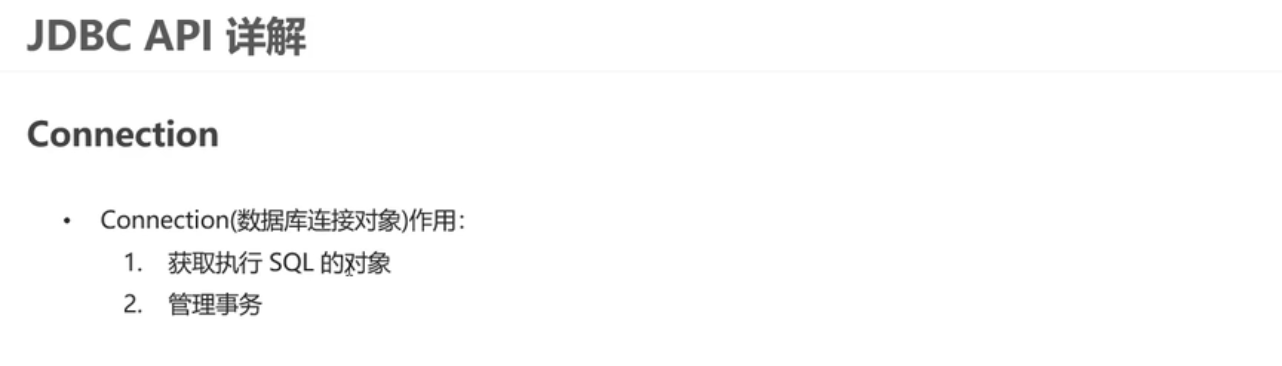 JDBC API 详解
Connection
• Connection(数据库连接对象)作用：
1. 获取执行 SQL 的对象
2. 管理事务